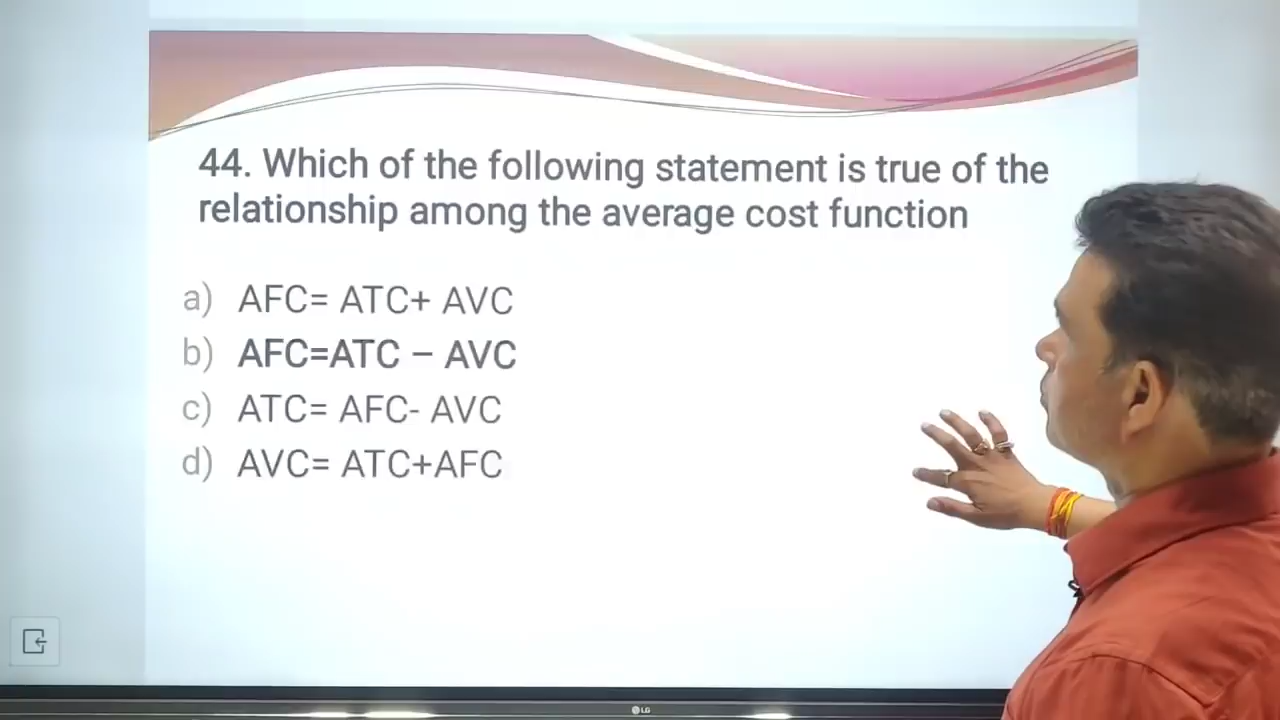 44. Which of the following statement is true of the
relationship among the average cost function
a) AFC= ATC+ AVC
b) AFC=ATC – AVC
c) ATC= AFC- AVC
d) AVC= ATC+AFC
LG